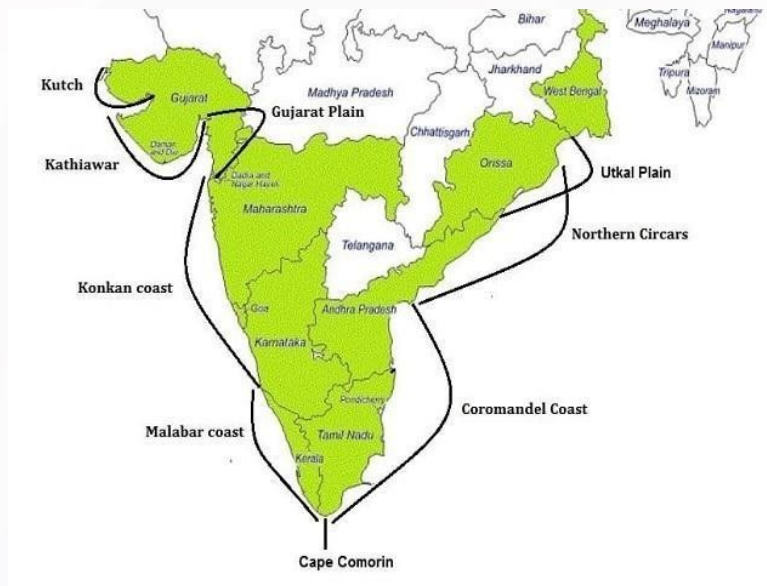 Bihar
Meghalaya
Nagaland
Manipur
Jharkhand
Tripura
Mizoram
West Bengal
Kutch
Gujarat
Madhya Pradesh
Gujarat Plain
Chhattisgarh
Kathiawar
Daman
and Diu
Dadra and
Nagar Haveli
Orissa
Utkal Plain
Maharashtra
Northern Circars
Telangana
Konkan coast
Goa
Andhra Pradesh
Karnataka
Pondicherry
Coromandel Coast
Malabar coast
Tamil Nadu
Kerala
Cape Comorin